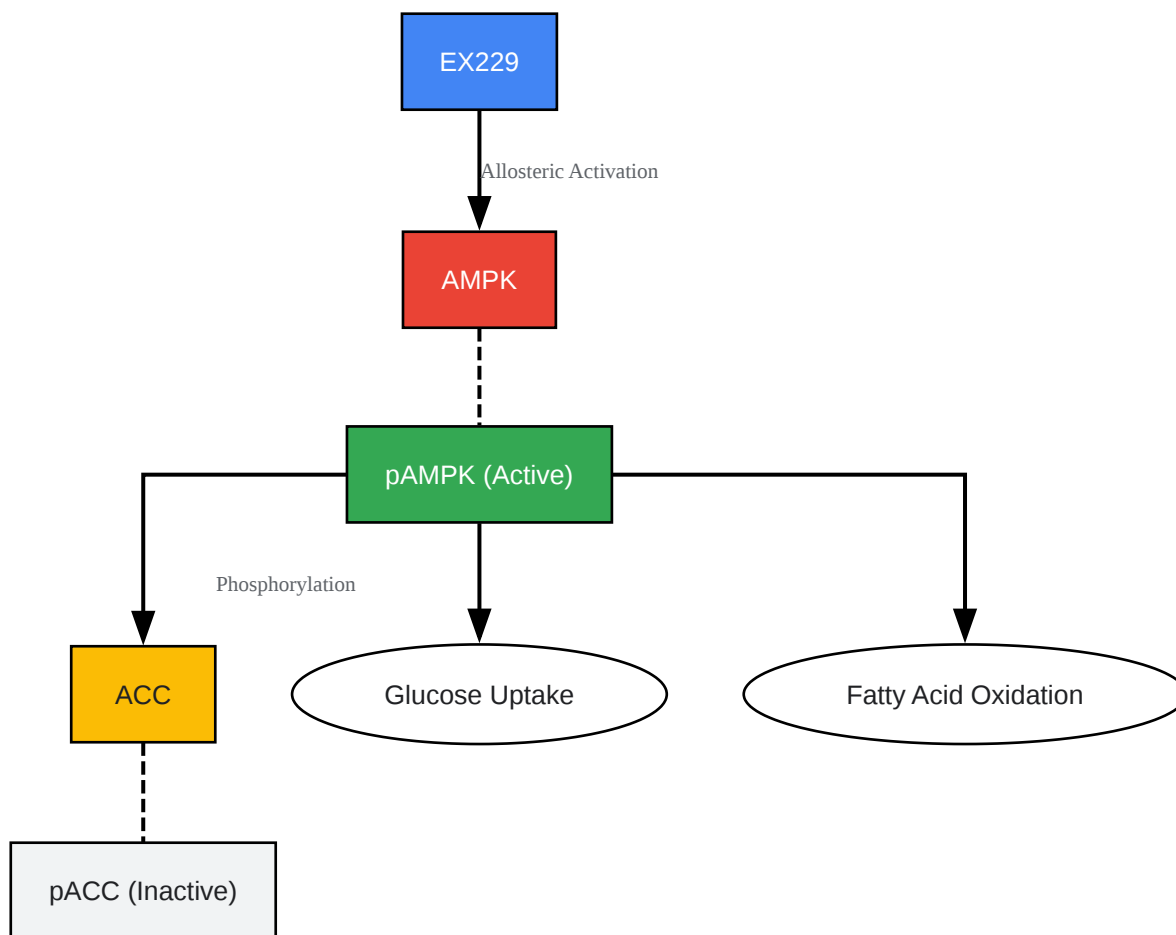 EX229
Allosteric Activation
AMPK
pAMPK (Active)
Phosphorylation
ACC
Glucose Uptake
Fatty Acid Oxidation
pACC (Inactive)